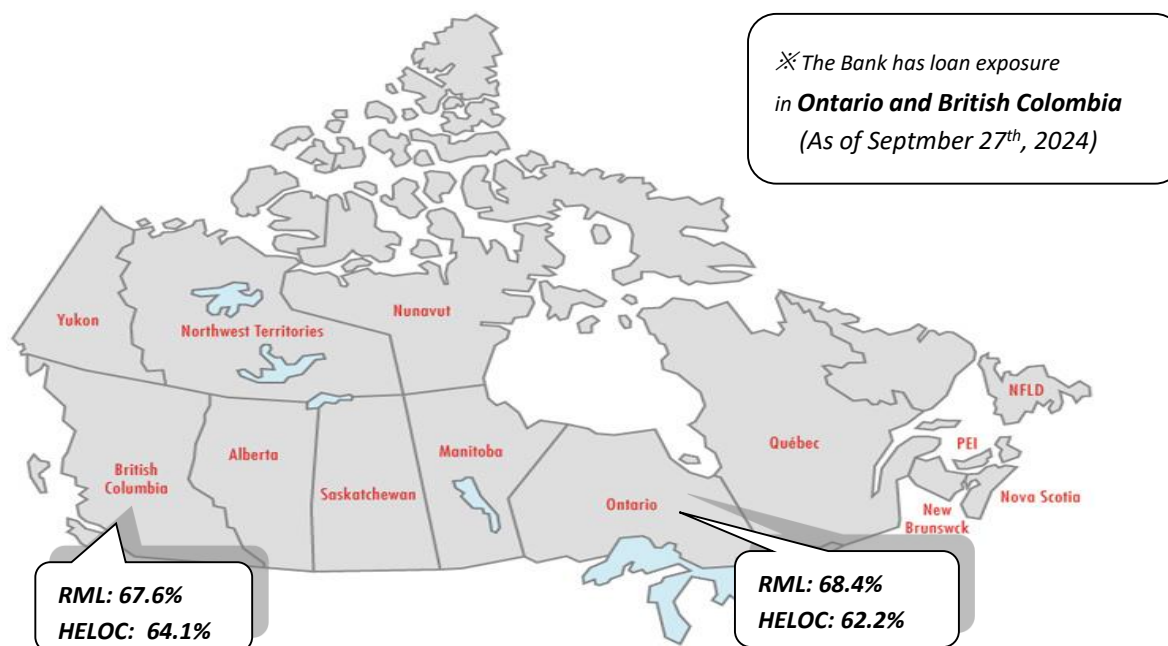 ※ The Bank has loan exposure
in Ontario and British Colombia
(As of Septmber 27th, 2024)
Yukon
Northwest Territories
Nunavut
British
Columbia
Alberta
Saskatchewan
Manitoba
Ontario
Québec
NFLD
PEI
Nova Scotia
New
Brunswck
RML: 67.6%
HELOC: 64.1%
RML: 68.4%
HELOC: 62.2%